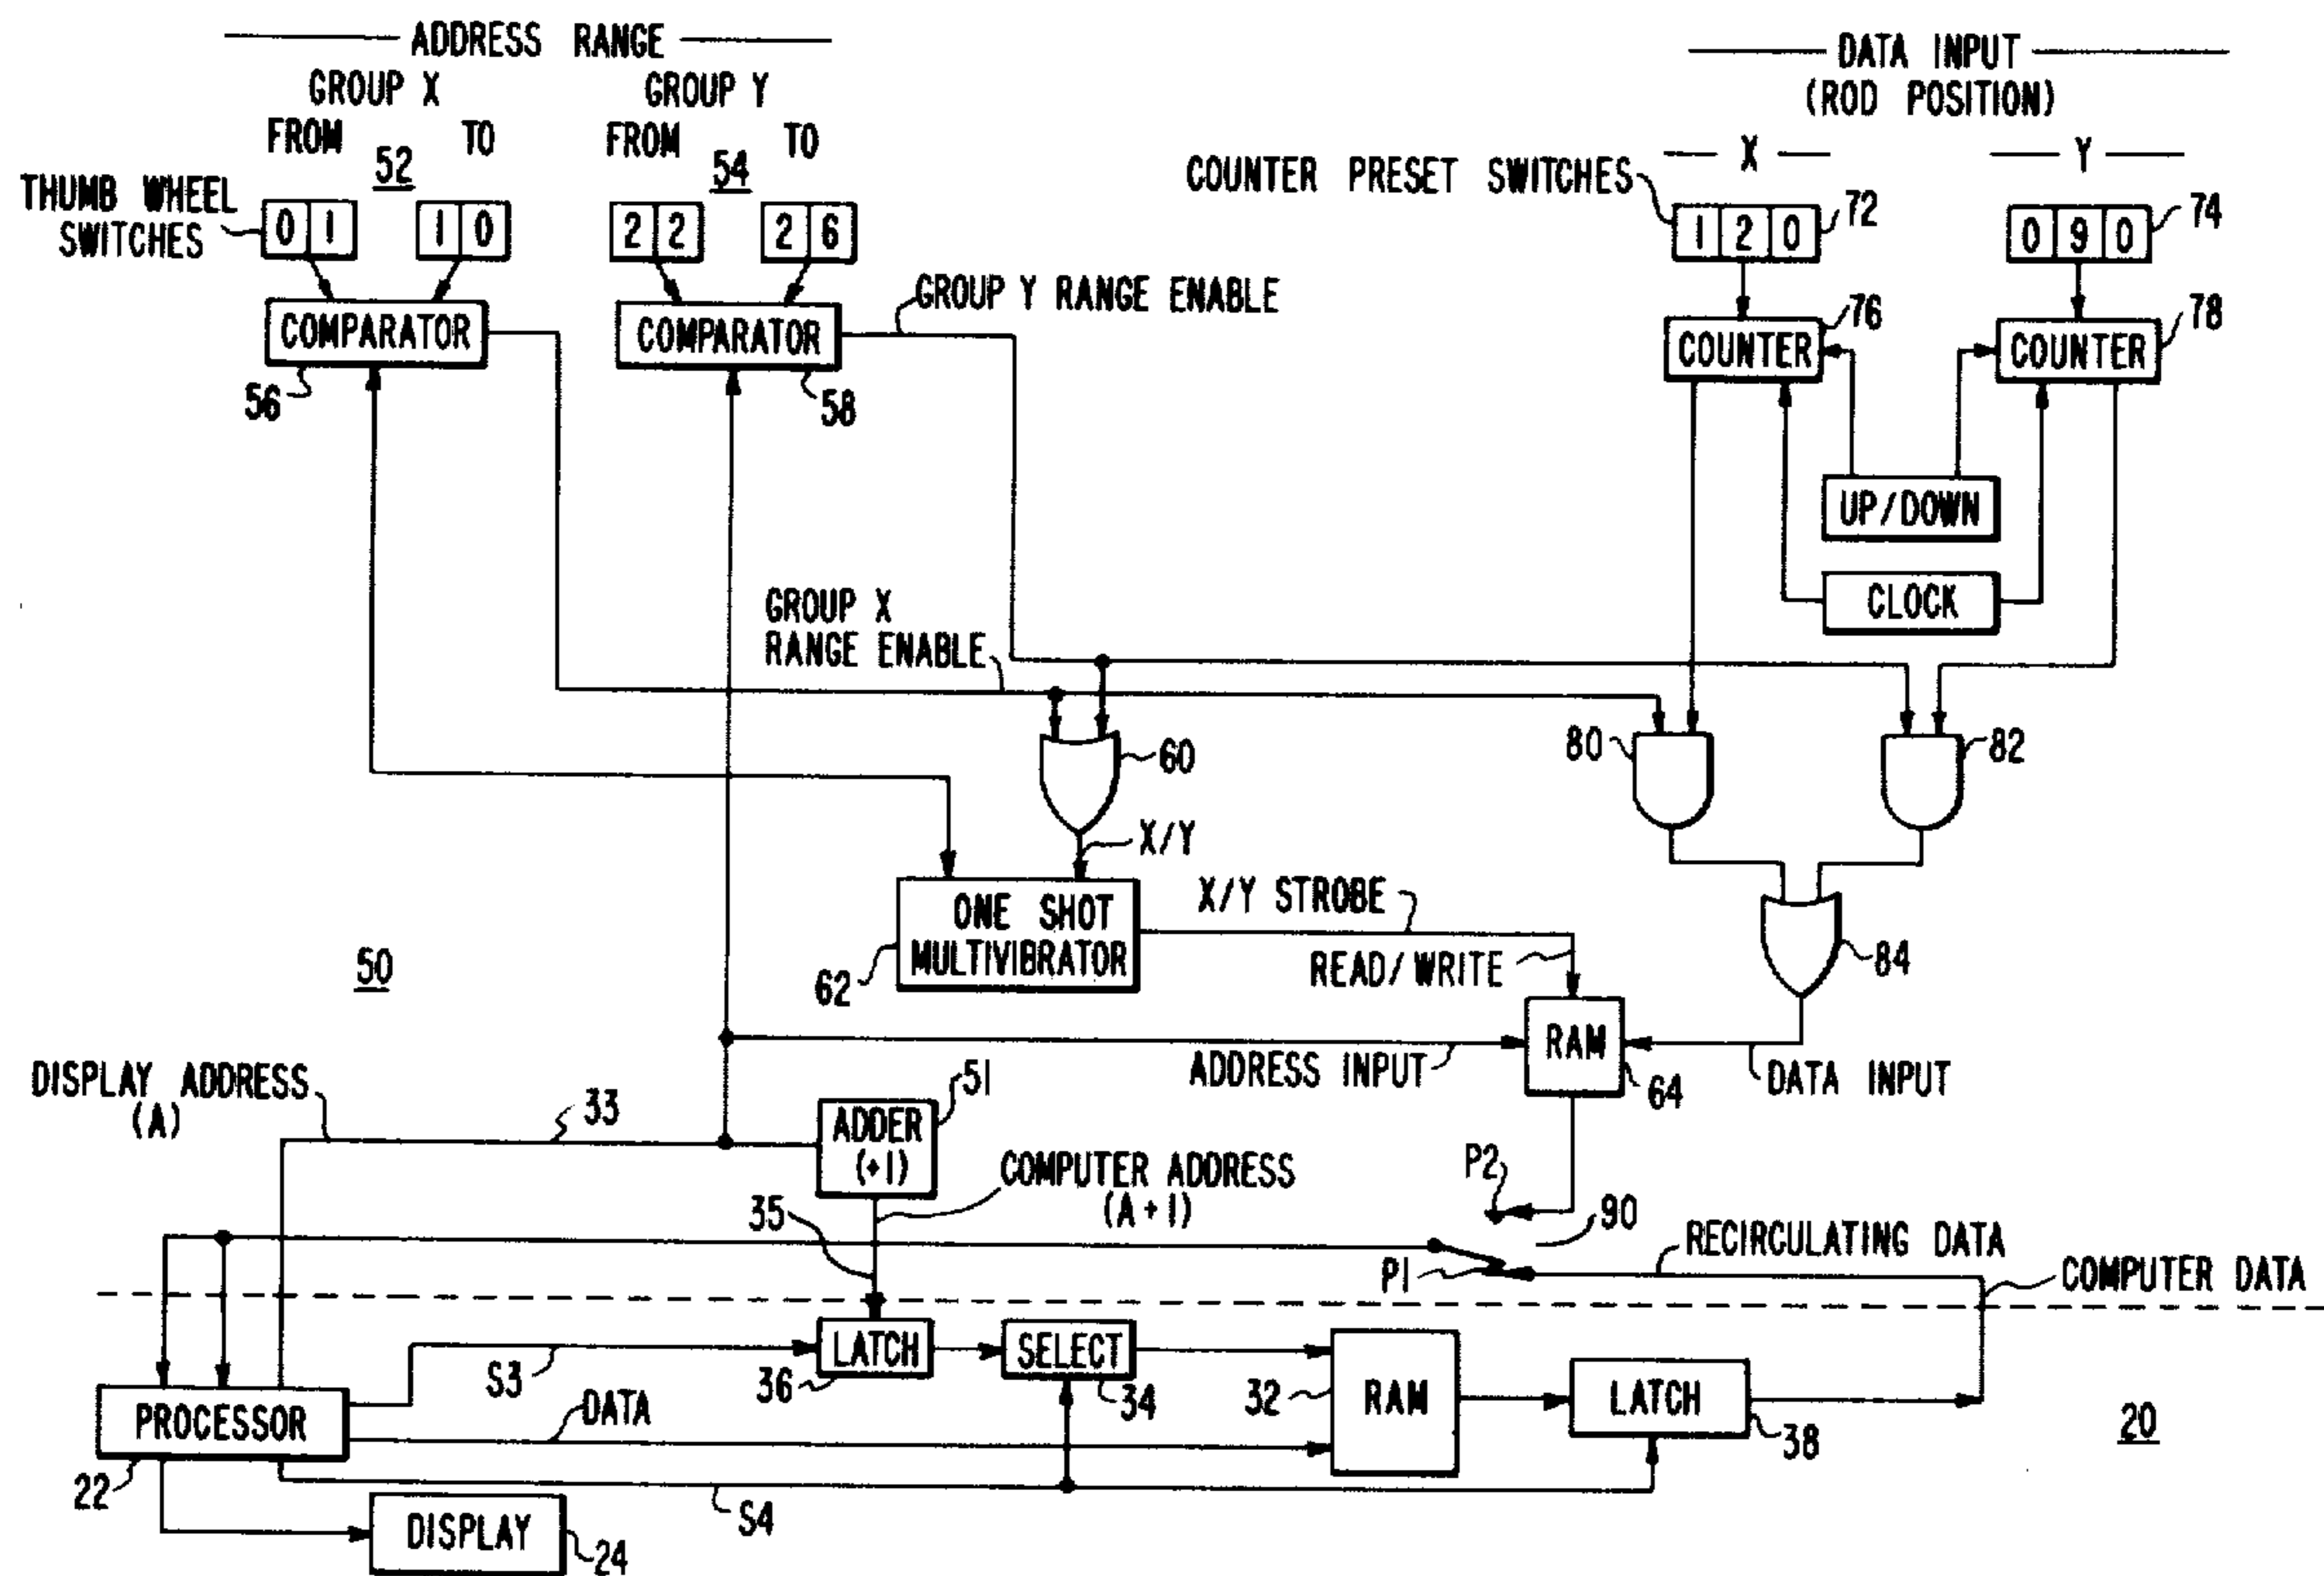 ADDRESS RANGE
GROUP X
FROM 52 TO
GROUP Y
FROM 54 TO
THUMB WHEEL
SWITCHES
0 1
1 0
2 2
2 6
COMPARATOR
56
COMPARATOR
58
GROUP Y RANGE ENABLE
DATA INPUT
(ROD POSITION)
X
Y
COUNTER PRESET SWITCHES
1 2 0
72
0 9 0
74
COUNTER
76
COUNTER
78
UP/DOWN
CLOCK
GROUP X
RANGE ENABLE
60
80
82
X/Y
ONE SHOT
MULTIVIBRATOR
62
X/Y STROBE
READ/WRITE
84
50
RAM
64
ADDRESS INPUT
DATA INPUT
DISPLAY ADDRESS
(A)
33
ADDER
(+1)
51
COMPUTER ADDRESS
(A+1)
35
P2
90
P1
RECIRCULATING DATA
COMPUTER DATA
S3
LATCH
36
SELECT
34
RAM
32
LATCH
38
20
PROCESSOR
22
DATA
S4
DISPLAY
24